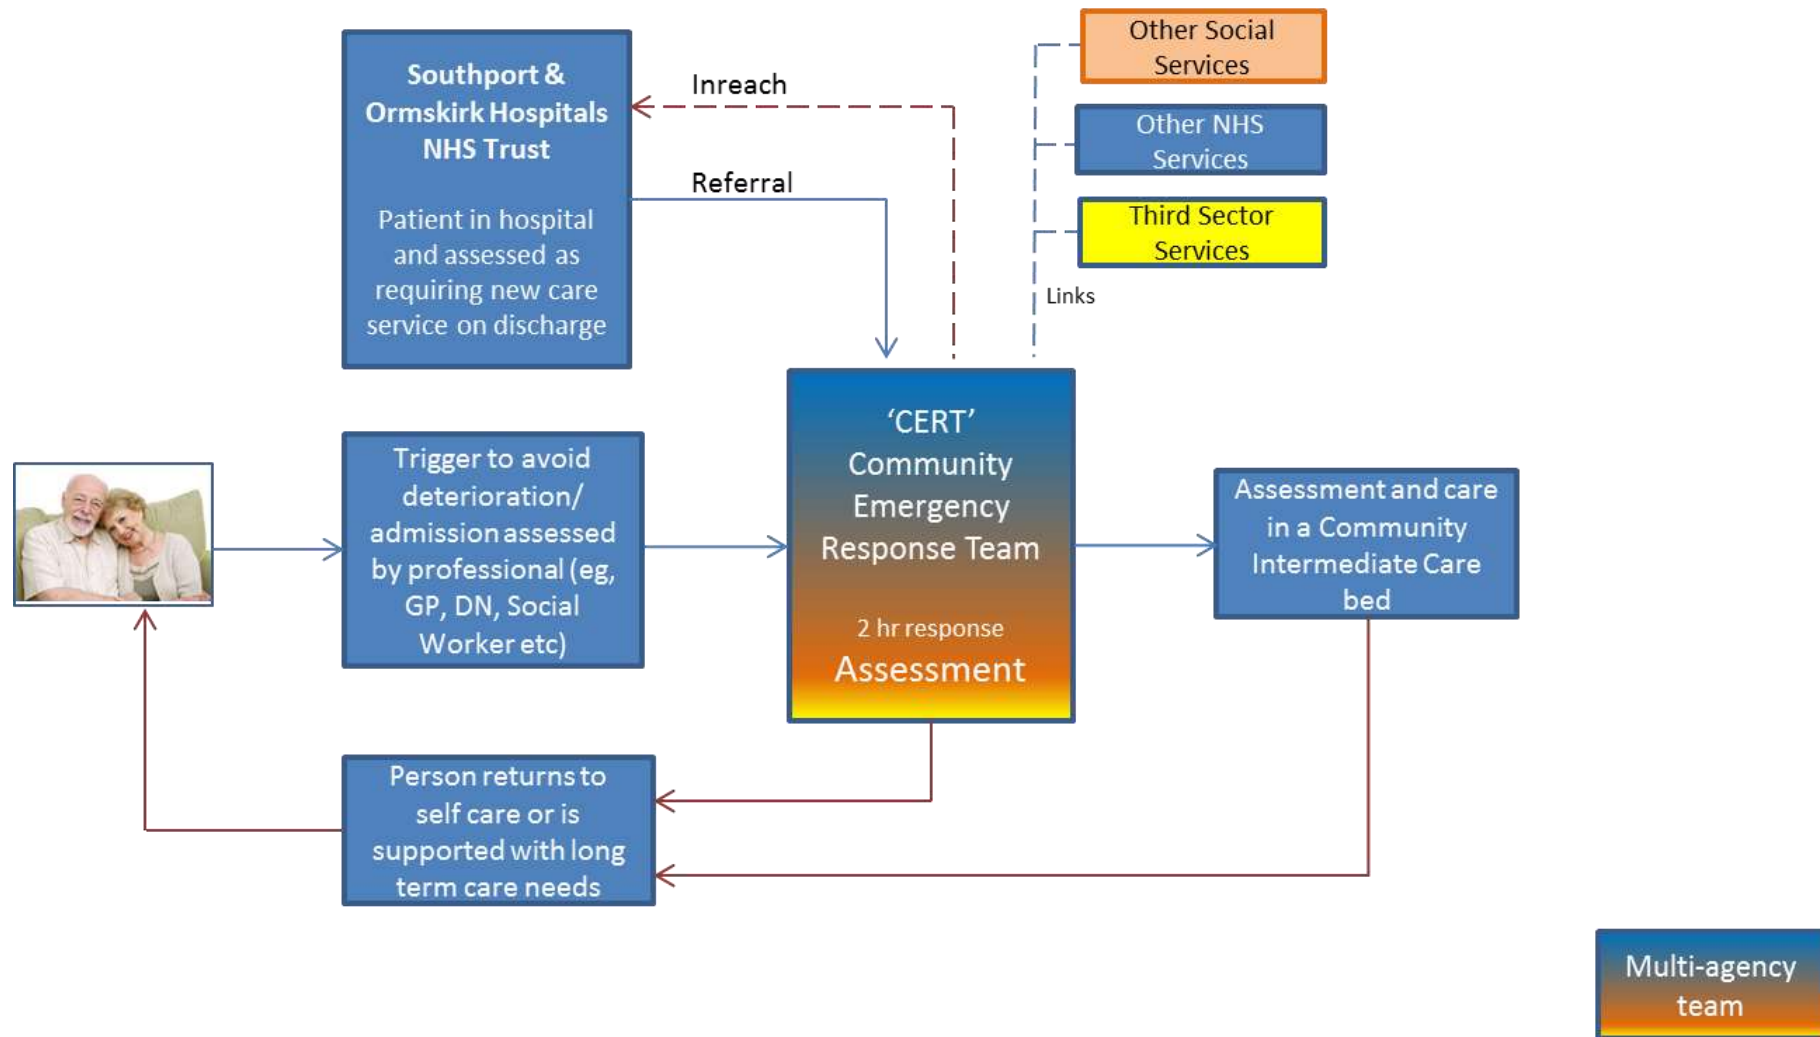 Southport &
Ormskirk Hospitals
NHS Trust
Patient in hospital
and assessed as
requiring new care
service on discharge
Inreach
Referral
Other Social
Services
Other NHS
Services
Third Sector
Services
Links
Trigger to avoid
deterioration/
admission assessed
by professional (eg,
GP, DN, Social
Worker etc)
‘CERT’
Community
Emergency
Response Team
2 hr response
Assessment
Assessment and care
in a Community
Intermediate Care
bed
Person returns to
self care or is
supported with long
term care needs
Multi-agency
team